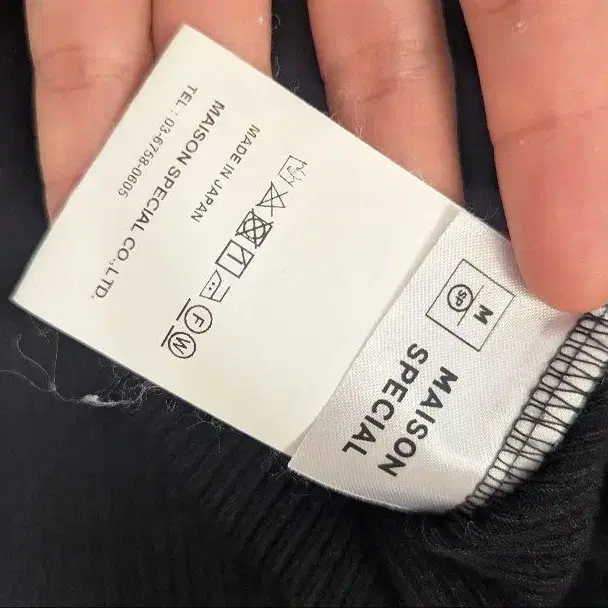 M
SP
MAISON
SPECIAL
F W
MADE IN JAPAN
MAISON SPECIAL CO.,LTD.
TEL : 03-6758-0605